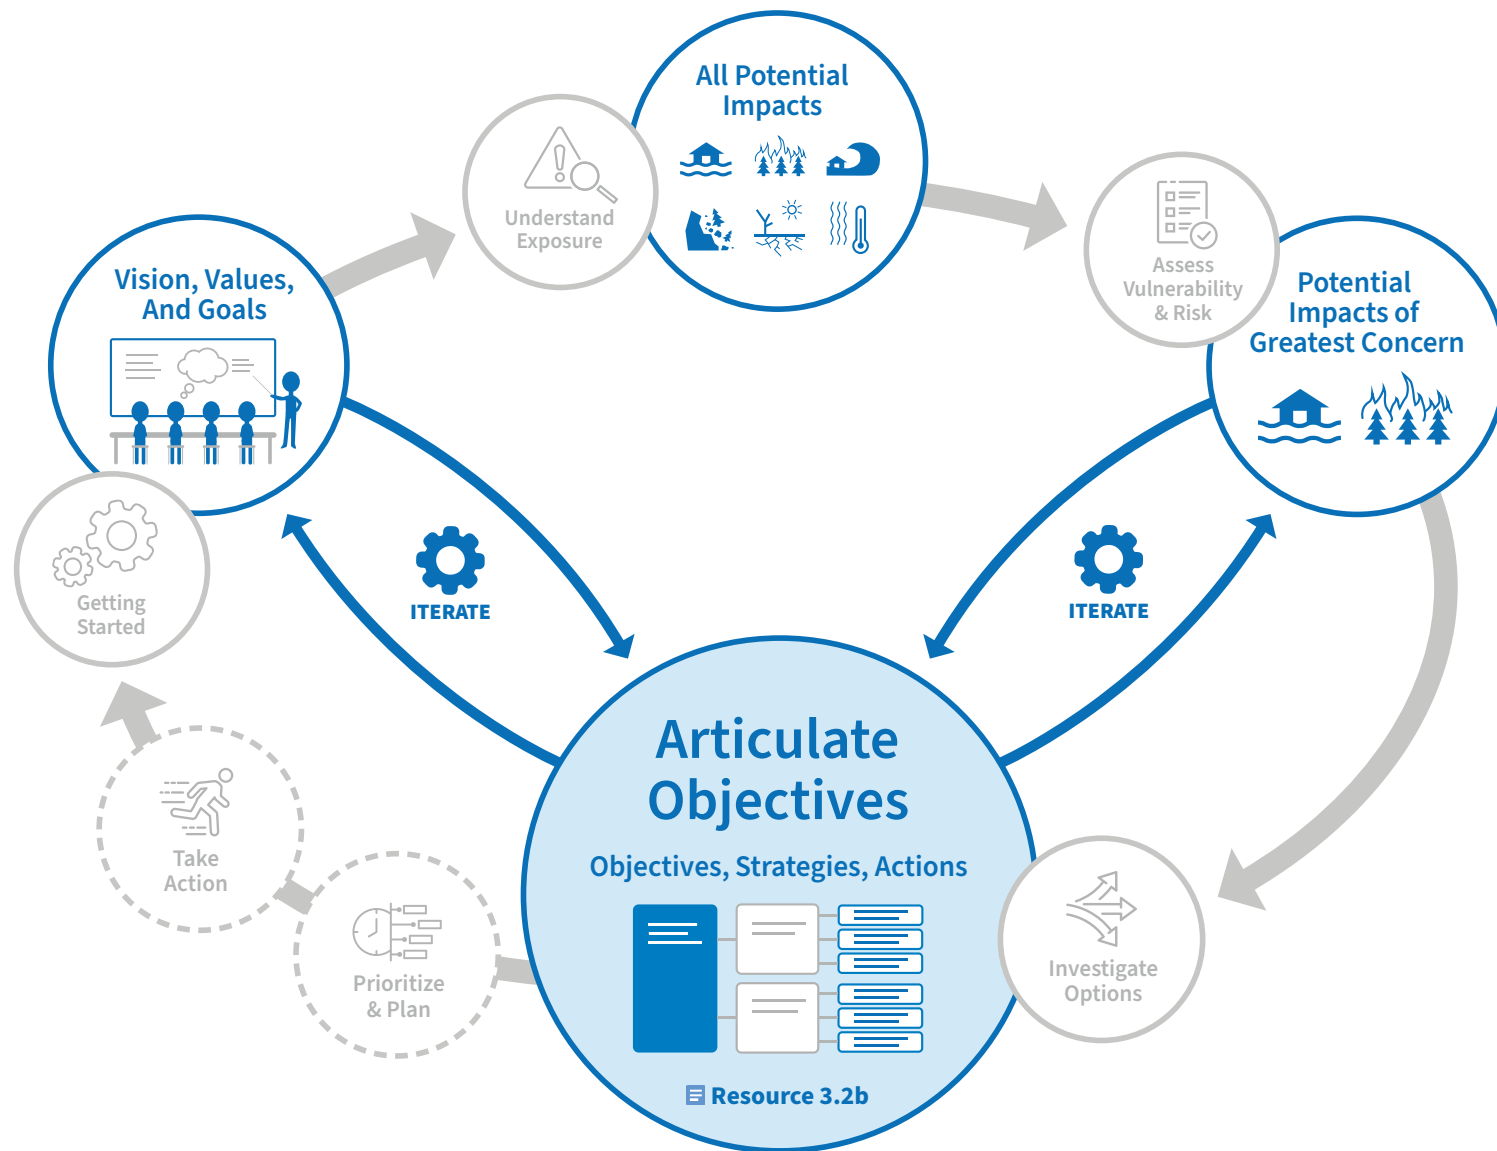 All Potential
Impacts
Understand
Exposure
Assess
Vulnerability
& Risk
Vision, Values,
And Goals
Potential
Impacts of
Greatest Concern
Getting
Started
ITERATE
ITERATE
Articulate
Objectives
Objectives, Strategies, Actions
Take
Action
Prioritize
& Plan
Investigate
Options
Resource 3.2b